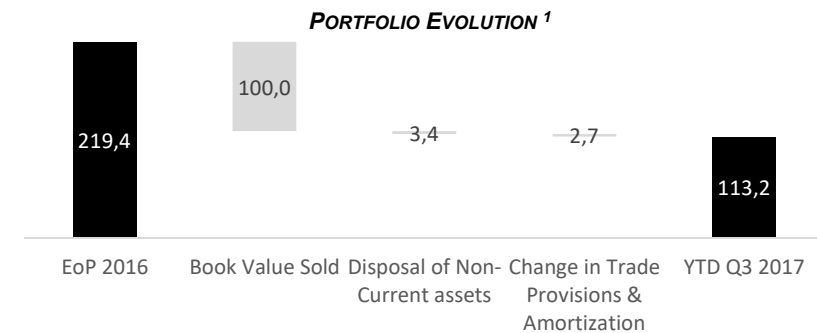 PORTFOLIO EVOLUTION 1
100,0
219,4
3,4
2,7
113,2
EoP 2016
Book Value Sold
Disposal of Non-
Current assets
Change in Trade
Provisions &
Amortization
YTD Q3 2017